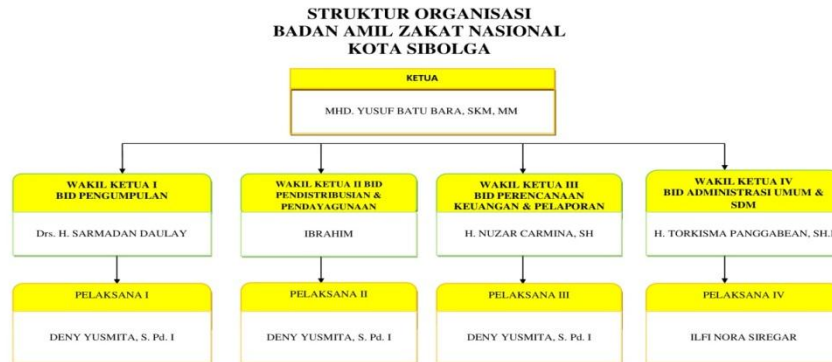 STRUKTUR ORGANISASI
BADAN AMIL ZAKAT NASIONAL
KOTA SIBOLGA
KETUA
MHD. YUSUF BATU BARA, SKM, MM
WAKIL KETUA I
BID PENGUMPULAN
Drs. H. SARMADAN DAULAY
WAKIL KETUA II BID
PENDISTRIBUSIAN &
PENDAYAGUNAAN
IBRAHIM
WAKIL KETUA III
BID PERENCANAAN
KEUANGAN & PELAPORAN
H. NUZAR CARMINA, SH
WAKIL KETUA IV
BID ADMINISTRASI UMUM &
SDM
H. TORKISMA PANGGABEAN,
PELAKSANA I
DENY YUSMITA, S. Pd. I
PELAKSANA II
DENY YUSMITA, S. Pd. I
PELAKSANA III
DENY YUSMITA, S. Pd. I
PELAKSANA IV
ILFI NORA SIREGAR